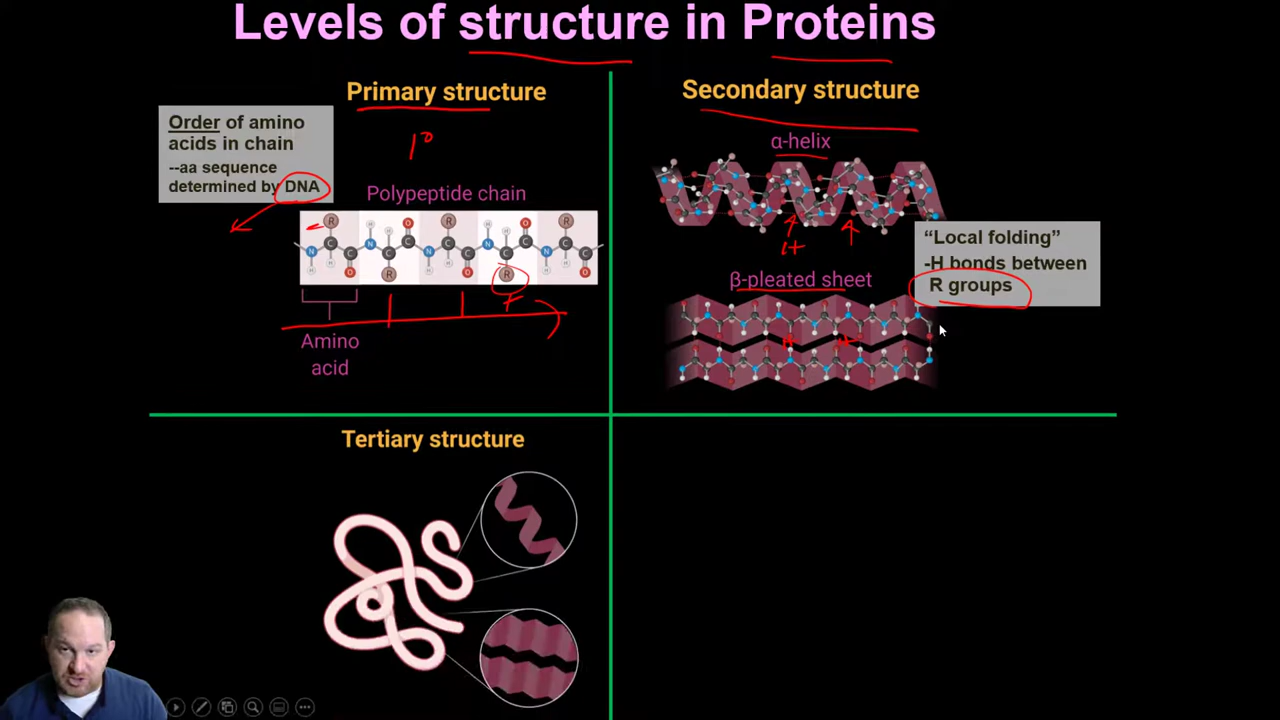 Levels of structure in Proteins
Primary structure
Order of amino
acids in chain
--aa sequence
determined by DNA
1°
Polypeptide chain
R H O R H O R
N C C N C C N C C N C C N C C
H H O R H H O R H H O
Amino
acid
Secondary structure
α-helix
H
“Local folding”
-H bonds between
R groups
β-pleated sheet
H H
Tertiary structure